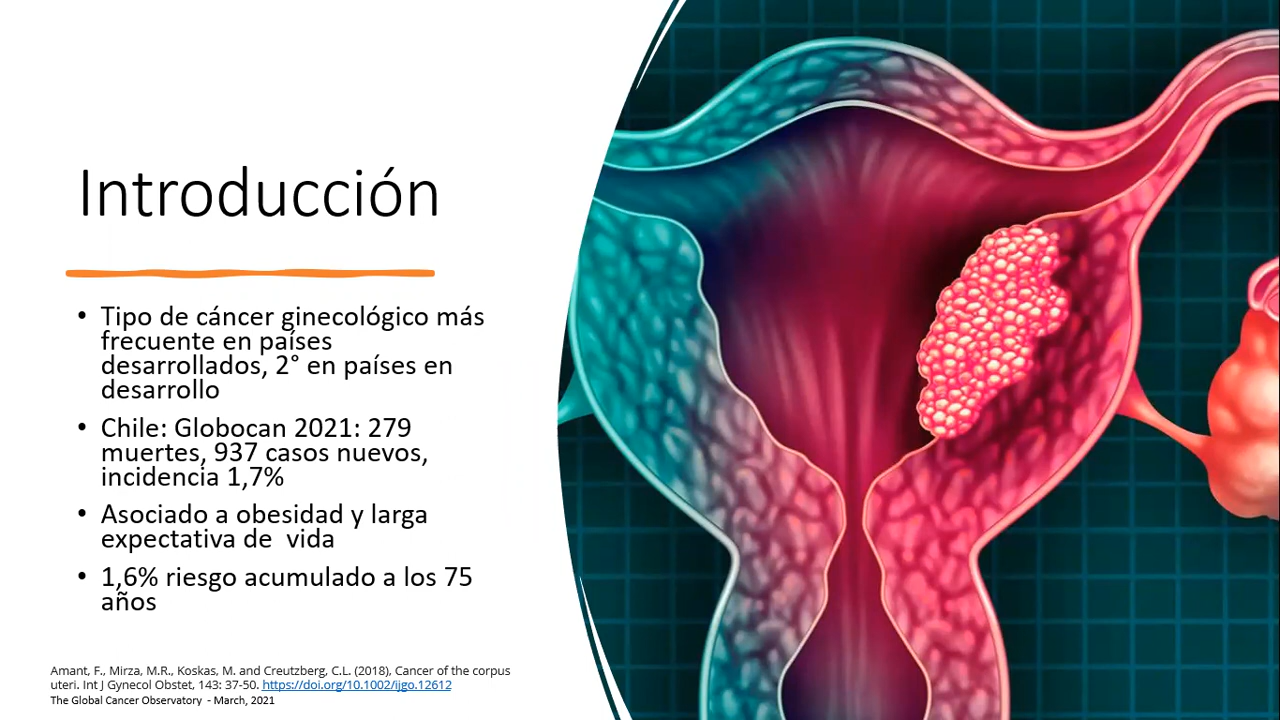 Introducción
• Tipo de cáncer ginecológico más
frecuente en países
desarrollados, 2° en países en
desarrollo
• Chile: Globocan 2021: 279
muertes, 937 casos nuevos,
incidencia 1,7%
• Asociado a obesidad y larga
expectativa de  vida
• 1,6% riesgo acumulado a los 75
años
Amant, F., Mirza, M.R., Koskas, M. and Creutzberg, C.L. (2018), Cancer of the corpus
uteri. Int J Gynecol Obstet, 143: 37-50. https://doi.org/10.1002/ijgo.12612
The Global Cancer Observatory  - March, 2021